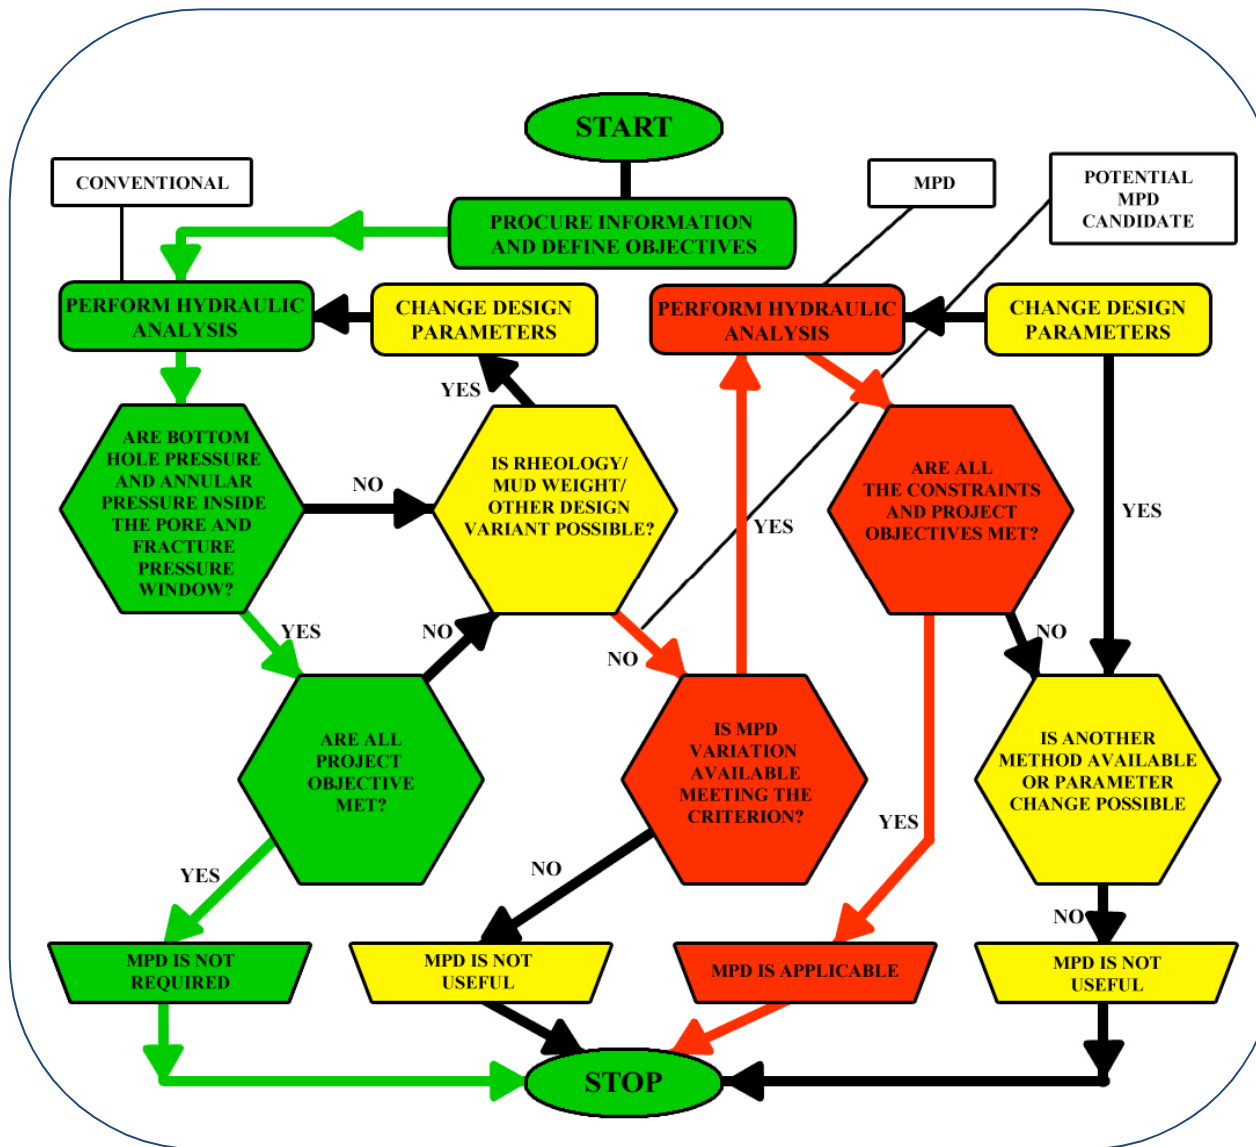 START
CONVENTIONAL
MPD
POTENTIAL
MPD
CANDIDATE
PROCURE INFORMATION
AND DEFINE OBJECTIVES
PERFORM HYDRAULIC
ANALYSIS
CHANGE DESIGN
PARAMETERS
PERFORM HYDRAULIC
ANALYSIS
CHANGE DESIGN
PARAMETERS
YES
ARE BOTTOM
HOLE PRESSURE
AND ANNULAR
PRESSURE INSIDE
THE PORE AND
FRACTURE
PRESSURE
WINDOW?
NO
IS RHEOLOGY/
MUD WEIGHT/
OTHER DESIGN
VARIANT POSSIBLE?
YES
ARE ALL
THE CONSTRAINTS
AND PROJECT
OBJECTIVES MET?
YES
YES
NO
NO
NO
ARE ALL
PROJECT
OBJECTIVE
MET?
IS MPD
VARIATION
AVAILABLE
MEETING THE
CRITERION?
IS ANOTHER
METHOD AVAILABLE
OR PARAMETER
CHANGE POSSIBLE
YES
NO
YES
NO
MPD IS NOT
REQUIRED
MPD IS NOT
USEFUL
MPD IS APPLICABLE
MPD IS NOT
USEFUL
STOP